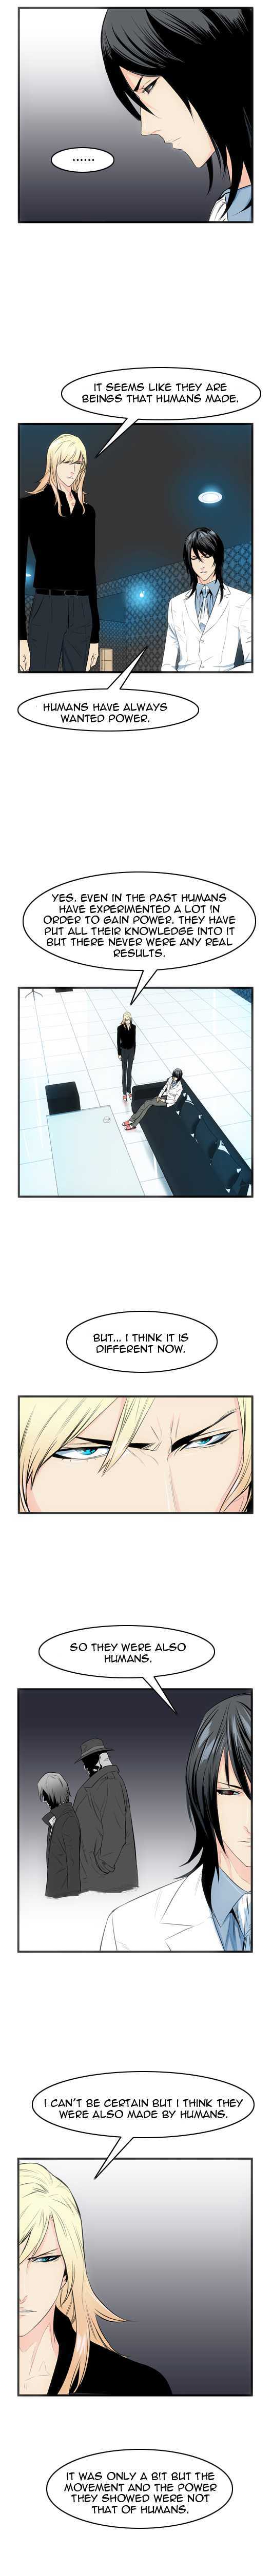 ......
IT SEEMS LIKE THEY ARE
BEINGS THAT HUMANS MADE.
HUMANS HAVE ALWAYS
WANTED POWER.
YES. EVEN IN THE PAST HUMANS
HAVE EXPERIMENTED A LOT IN
ORDER TO GAIN POWER. THEY HAVE
PUT ALL THEIR KNOWLEDGE INTO IT
BUT THERE NEVER WERE ANY REAL
RESULTS.
BUT... I THINK IT IS
DIFFERENT NOW.
SO THEY WERE ALSO
HUMANS.
I CAN'T BE CERTAIN BUT I THINK THEY
WERE ALSO MADE BY HUMANS.
IT WAS ONLY A BIT BUT THE
MOVEMENT AND THE POWER
THEY SHOWED WERE NOT
THAT OF HUMANS.